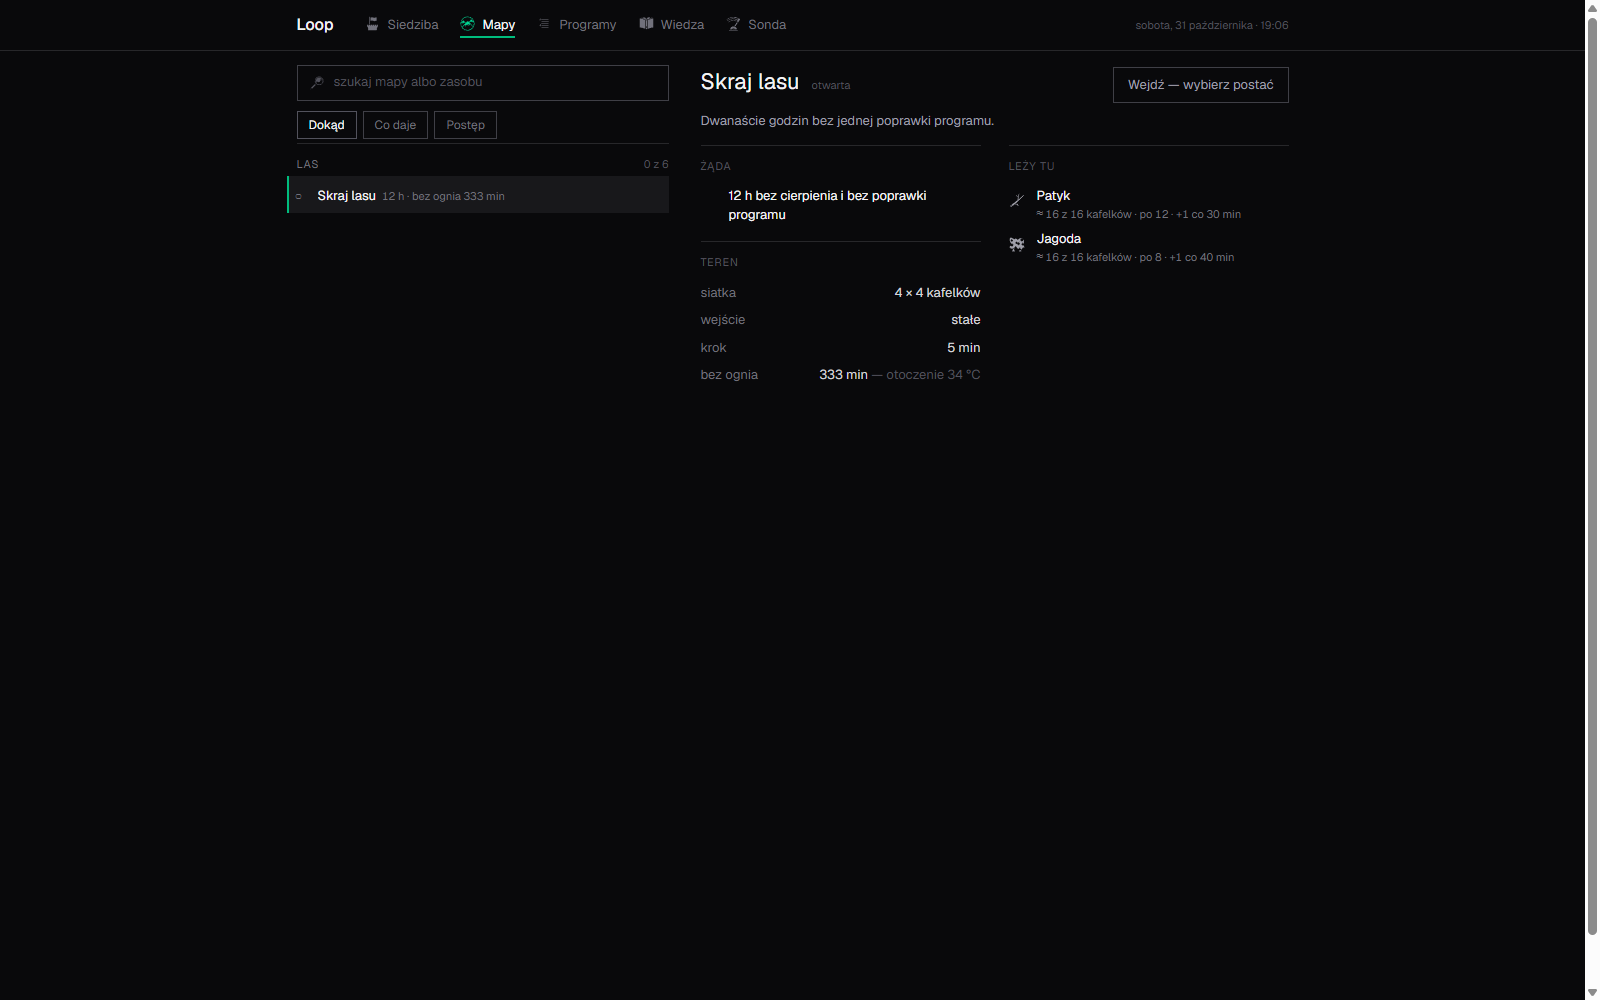 Loop
Siedziba
Mapy
Programy
Wiedza
Sonda
sobota, 31 października · 19:06
szukaj mapy albo zasobu
Dokąd
Co daje
Postęp
LAS
0 z 6
Skraj lasu 12 h · bez ognia 333 min
Skraj lasu otwarta
Wejdź — wybierz postać
Dwanaście godzin bez jednej poprawki programu.
ŻĄDA
12 h bez cierpienia i bez poprawki
programu
TEREN
siatka 4 × 4 kafelków
wejście stałe
krok 5 min
bez ognia 333 min — otoczenie 34 °C
LEŻY TU
Patyk
≈ 16 z 16 kafelków · po 12 · +1 co 30 min
Jagoda
≈ 16 z 16 kafelków · po 8 · +1 co 40 min